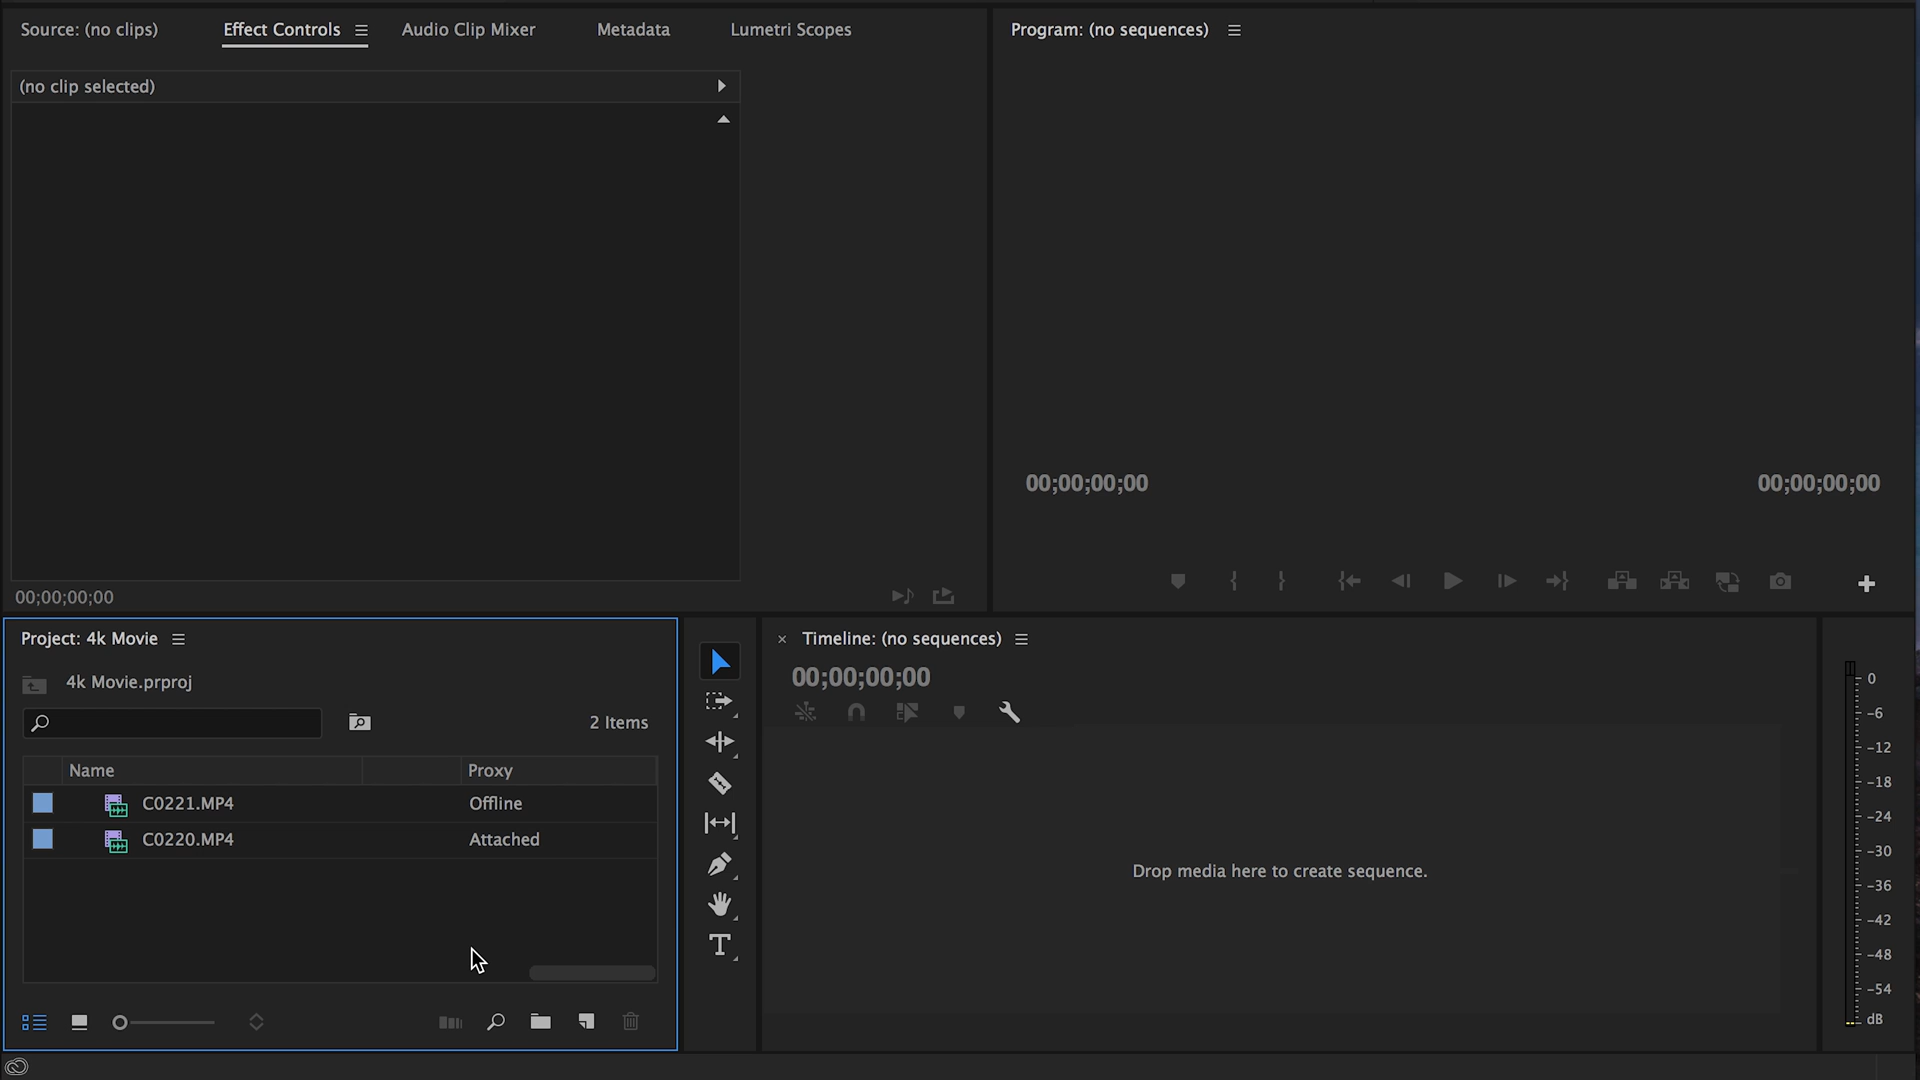 Source: (no clips)
Effect Controls
Audio Clip Mixer
Metadata
Lumetri Scopes
(no clip selected)
00;00;00;00
Program: (no sequences)
00;00;00;00
00;00;00;00
Project: 4k Movie
4k Movie.prproj
2 Items
Name
Proxy
C0221.MP4
Offline
C0220.MP4
Attached
Timeline: (no sequences)
00;00;00;00
Drop media here to create sequence.
0
-6
-12
-18
-24
-30
-36
-42
-48
-54
dB